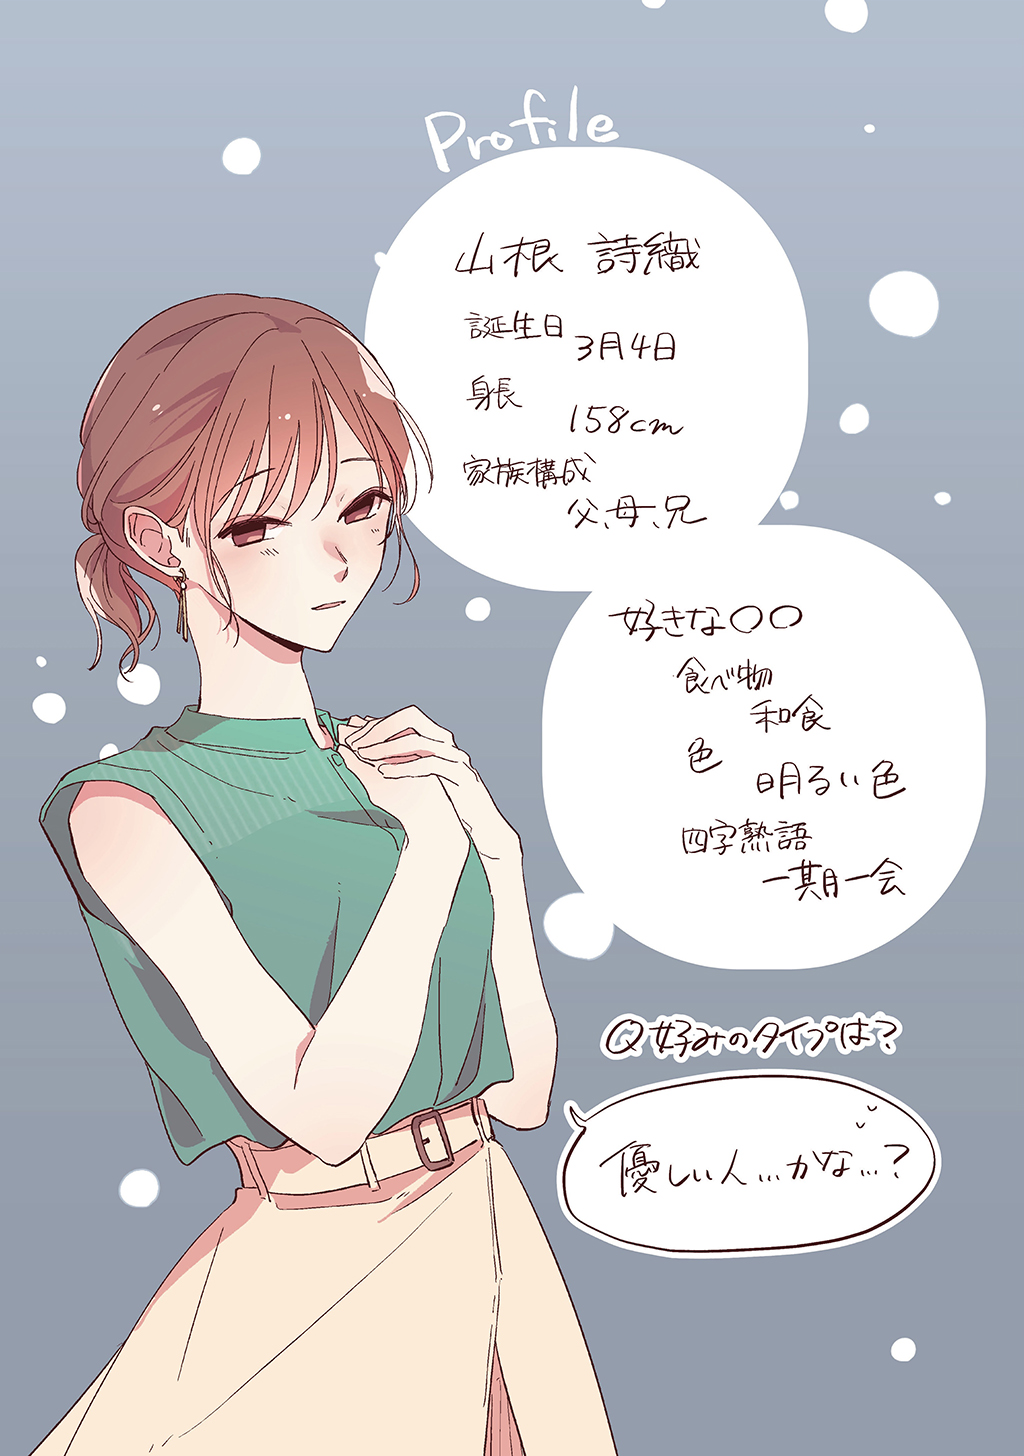 Profile
山根 詩織
誕生日
3月4日
身長
158cm
家族構成
父、母、兄
好きな〇〇
食べ物
和食
色
明るい色
四字熟語
一期一会
Q好みのタイプは?
優しい人…かな…?